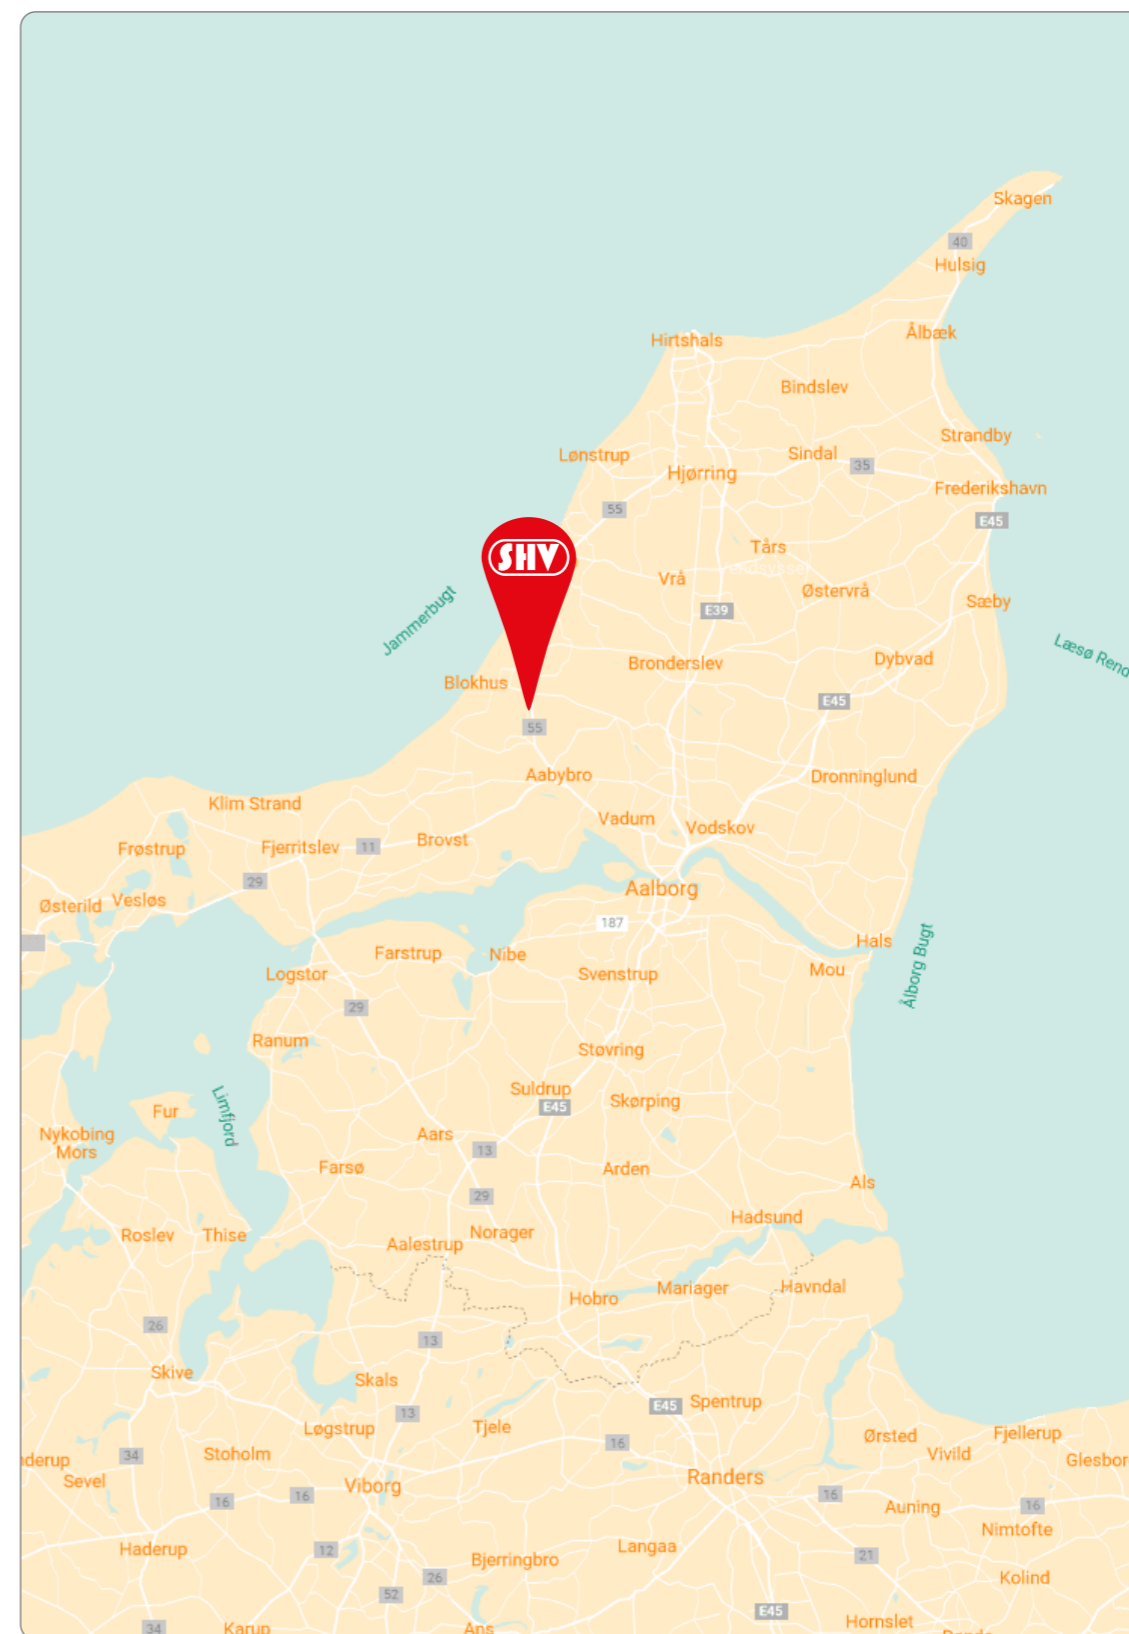 Skagen
40
Hulsig
Ålbæk
Hirtshals
Bindslev
Strandby
Lønstrup
Sindal
35
Hjørring
Frederikshavn
55
E45
SHV
Tårs
Vrå
Østervrå
Jammerbugt
E39
Sæby
Læsø Rend
Bronderslev
Dybvad
Blokhus
E45
55
Aabybro
Dronninglund
Klim Strand
Vadum
Vodskov
Brovst
Frøstrup
Fjerritslev
11
29
Aalborg
Vesløs
Østerild
187
Hals
Farstrup
Nibe
Ålborg Bugt
Logstor
Svenstrup
Mou
29
Ranum
Støvring
Suldrup
Skørping
E45
Fur
Limfjord
Nykobing
Mors
Aars
13
Farsø
Arden
Als
29
Hadsund
Roslev
Thise
Norager
Aalestrup
Mariager
Havndal
Hobro
26
13
Skive
Skals
Spentrup
E45
13
Løgstrup
Tjele
Ørsted
Fjellerup
16
Vivild
34
Stoholm
derup
Glesbor
Sevel
Viborg
Randers
16
16
16
Auning
16
Nimtofte
Haderup
12
Langaa
21
Bjerringbro
26
Kolind
52
E45
Hornslet
34
Karup
Ans